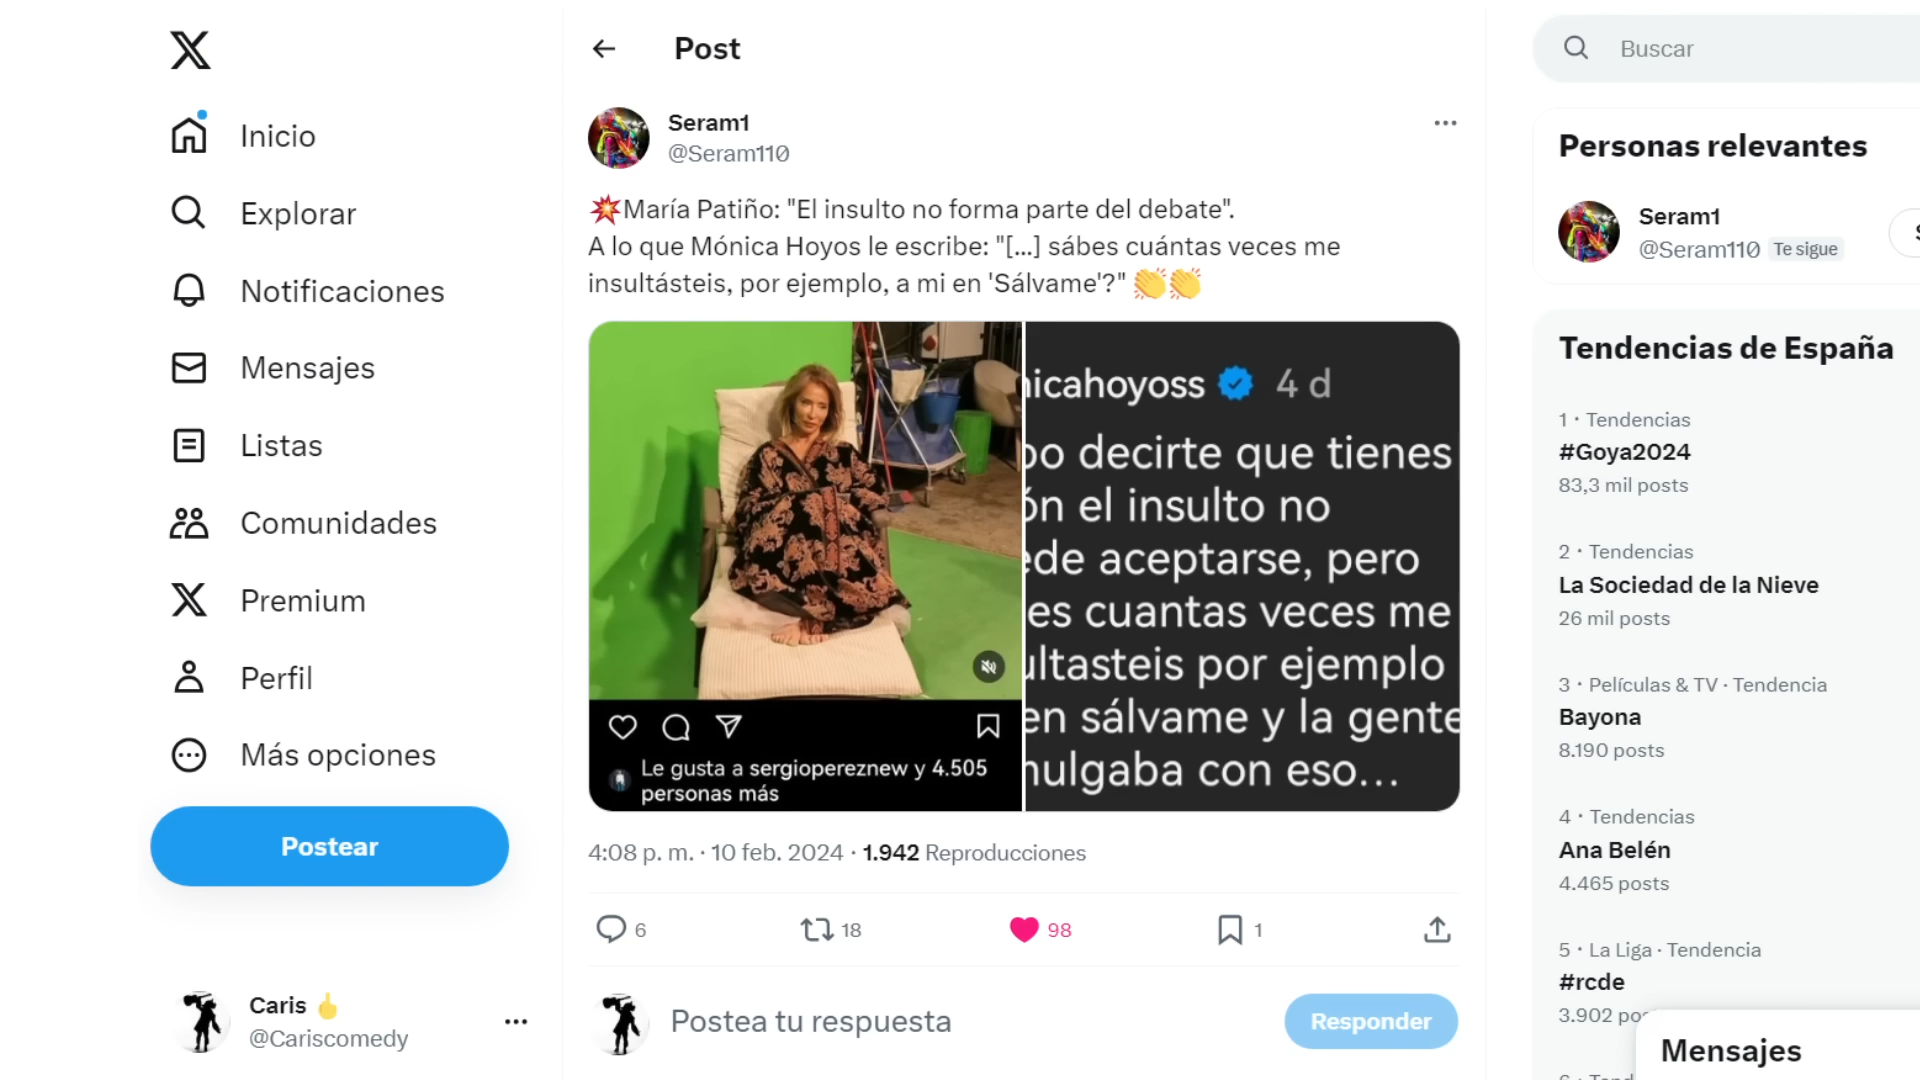 Inicio
Explorar
Notificaciones
Mensajes
Listas
Comunidades
Premium
Perfil
Más opciones
Postear
Caris
@Cariscomedy
Post
Seram1
@Seram110
María Patiño: "El insulto no forma parte del debate".
A lo que Mónica Hoyos le escribe: "[...] sábes cuántas veces me
insultásteis, por ejemplo, a mi en 'Sálvame'?"
Le gusta a sergiopereznew y 4.505
personas más
icahoyoss 4 d
decirte que tienes
el insulto no
aceptarse, pero
es cuantas veces me
ultasteis por ejemplo
en sálvame y la gente
ulgaba con eso...
4:08 p. m. · 10 feb. 2024 · 1.942 Reproducciones
6 18 98 1
Postea tu respuesta
Responder
Buscar
Personas relevantes
Seram1
@Seram110 Te sigue
Tendencias de España
1 · Tendencias
#Goya2024
83,3 mil posts
2 · Tendencias
La Sociedad de la Nieve
26 mil posts
3 · Películas & TV · Tendencia
Bayona
8.190 posts
4 · Tendencias
Ana Belén
4.465 posts
5 · La Liga · Tendencia
#rcde
3.902 po
Mensajes